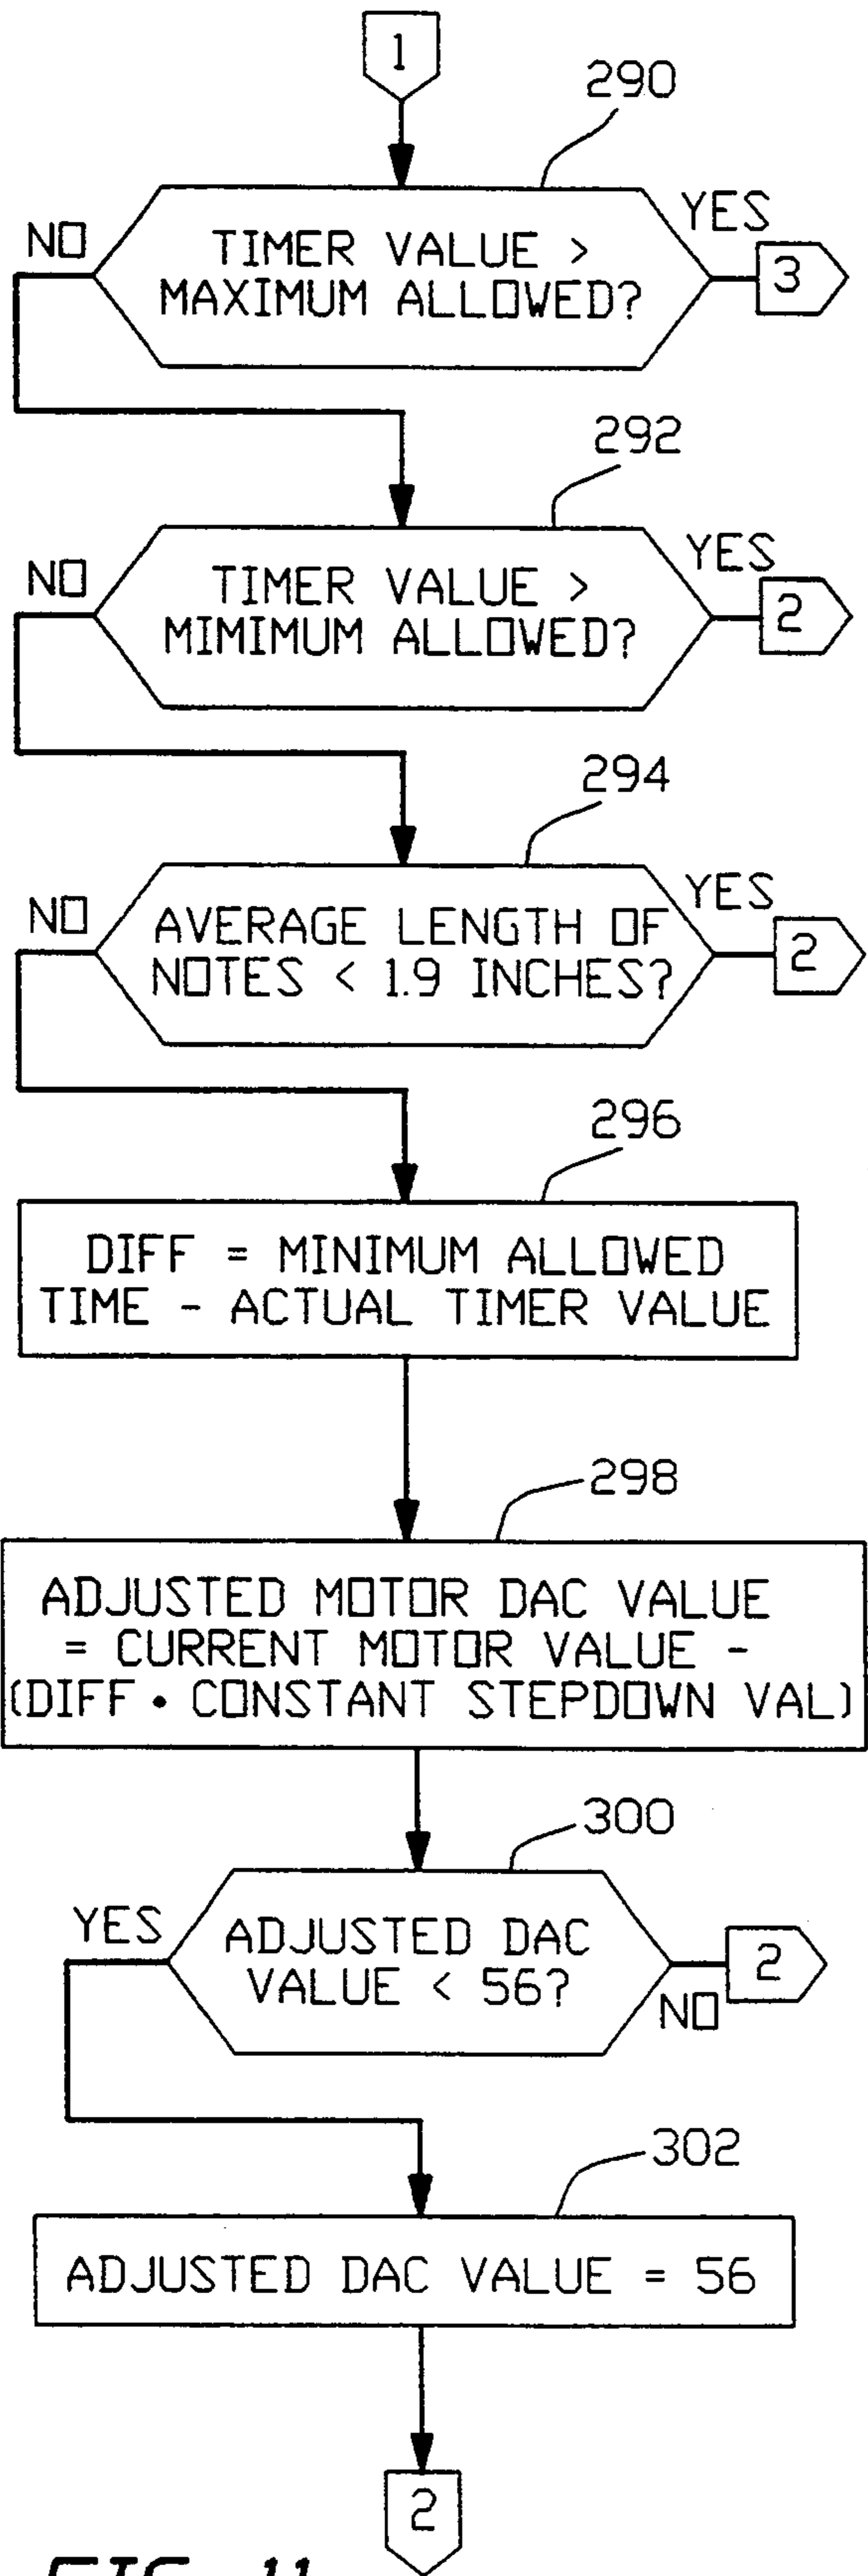 1
290
NO
YES
TIMER VALUE >
MAXIMUM ALLOWED?
3
292
NO
YES
TIMER VALUE >
MIMIMUM ALLOWED?
2
294
NO
YES
AVERAGE LENGTH OF
NOTES < 1.9 INCHES?
2
296
DIFF = MINIMUM ALLOWED
TIME - ACTUAL TIMER VALUE
298
ADJUSTED MOTOR DAC VALUE
= CURRENT MOTOR VALUE -
(DIFF • CONSTANT STEPDOWN VAL)
300
YES
ADJUSTED DAC
VALUE < 56?
2
NO
302
ADJUSTED DAC VALUE = 56
2
FIG. 11